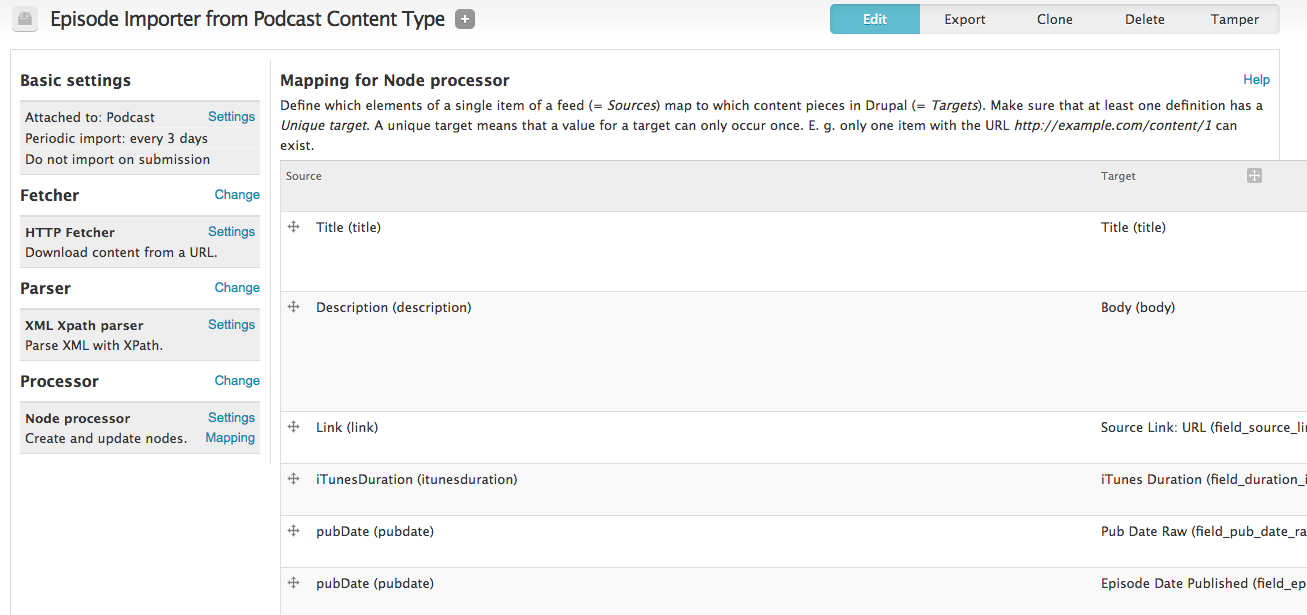 Episode Importer from Podcast Content Type +
Edit Export Clone Delete Tamper
Basic settings
Attached to: Podcast Settings
Periodic import: every 3 days
Do not import on submission
Fetcher Change
HTTP Fetcher Settings
Download content from a URL.
Parser Change
XML Xpath parser Settings
Parse XML with XPath.
Processor Change
Node processor Settings
Create and update nodes. Mapping
Mapping for Node processor Help
Define which elements of a single item of a feed (= Sources) map to which content pieces in Drupal (= Targets). Make sure that at least one definition has a
Unique target. A unique target means that a value for a target can only occur once. E. g. only one item with the URL http://example.com/content/1 can
exist.
Source Target
Title (title) Title (title)
Description (description) Body (body)
Link (link) Source Link: URL (field_source_li
iTunesDuration (itunesduration) iTunes Duration (field_duration_i
pubDate (pubdate) Pub Date Raw (field_pub_date_ra
pubDate (pubdate) Episode Date Published (field_ep